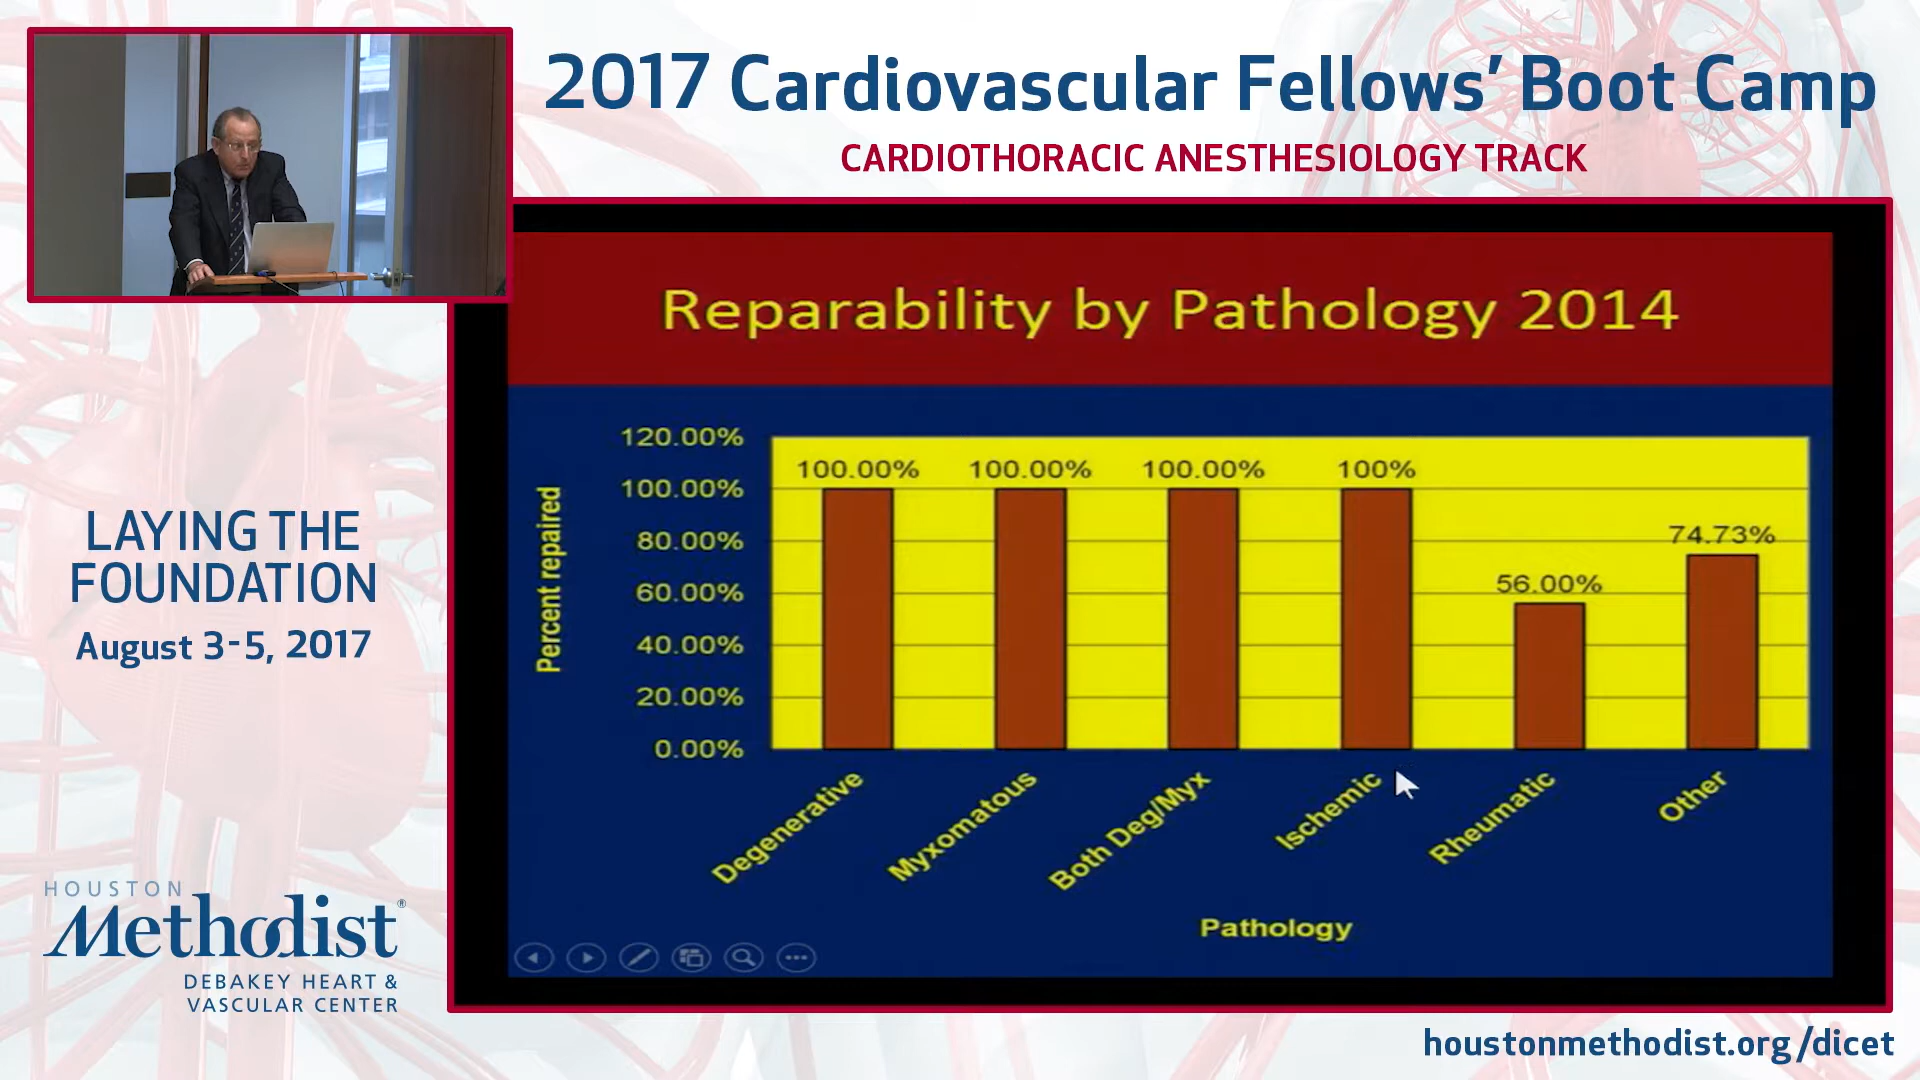 2017 Cardiovascular Fellows’ Boot Camp
CARDIOTHORACIC ANESTHESIOLOGY TRACK
Reparability by Pathology 2014
Percent repaired
120.00%
100.00%
80.00%
60.00%
40.00%
20.00%
0.00%
100.00%
100.00%
100.00%
100%
56.00%
74.73%
Degenerative
Myxomatous
Both Deg/Myx
Ischemic
Rheumatic
Other
Pathology
LAYING THE
FOUNDATION
August 3-5, 2017
HOUSTON
Methodist®
DEBAKEY HEART &
VASCULAR CENTER
houstonmethodist.org/dicet